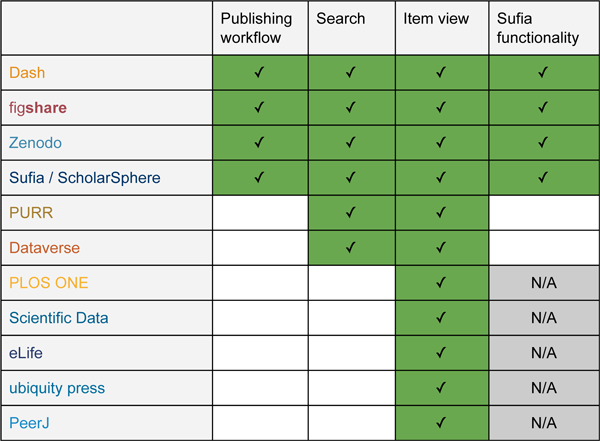 Publishing workflow Search Item view Sufia functionality
Dash ✓ ✓ ✓ ✓
figshare ✓ ✓ ✓ ✓
Zenodo ✓ ✓ ✓ ✓
Sufia / ScholarSphere ✓ ✓ ✓ ✓
PURR ✓ ✓
Dataverse ✓ ✓
PLOS ONE ✓ N/A
Scientific Data ✓ N/A
eLife ✓ N/A
ubiquity press ✓ N/A
PeerJ ✓ N/A